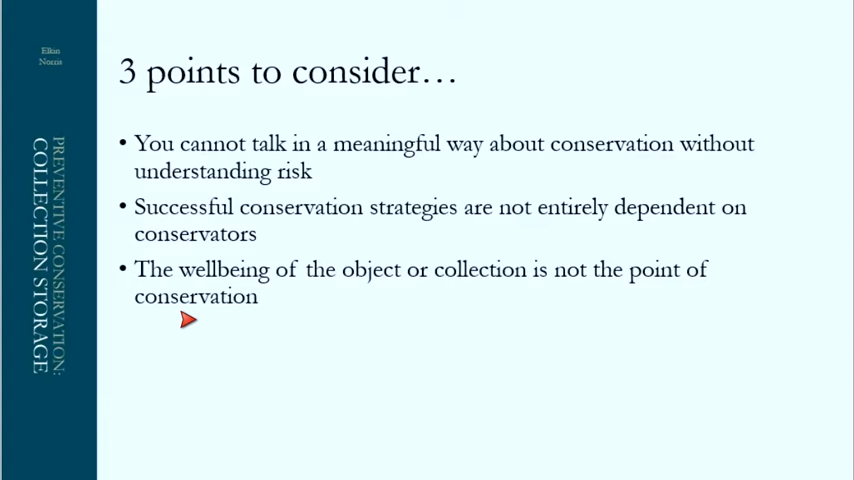 Elkin
Norris
PREVENTIVE CONSERVATION:
COLLECTION STORAGE
3 points to consider…
• You cannot talk in a meaningful way about conservation without
understanding risk
• Successful conservation strategies are not entirely dependent on
conservators
• The wellbeing of the object or collection is not the point of
conservation